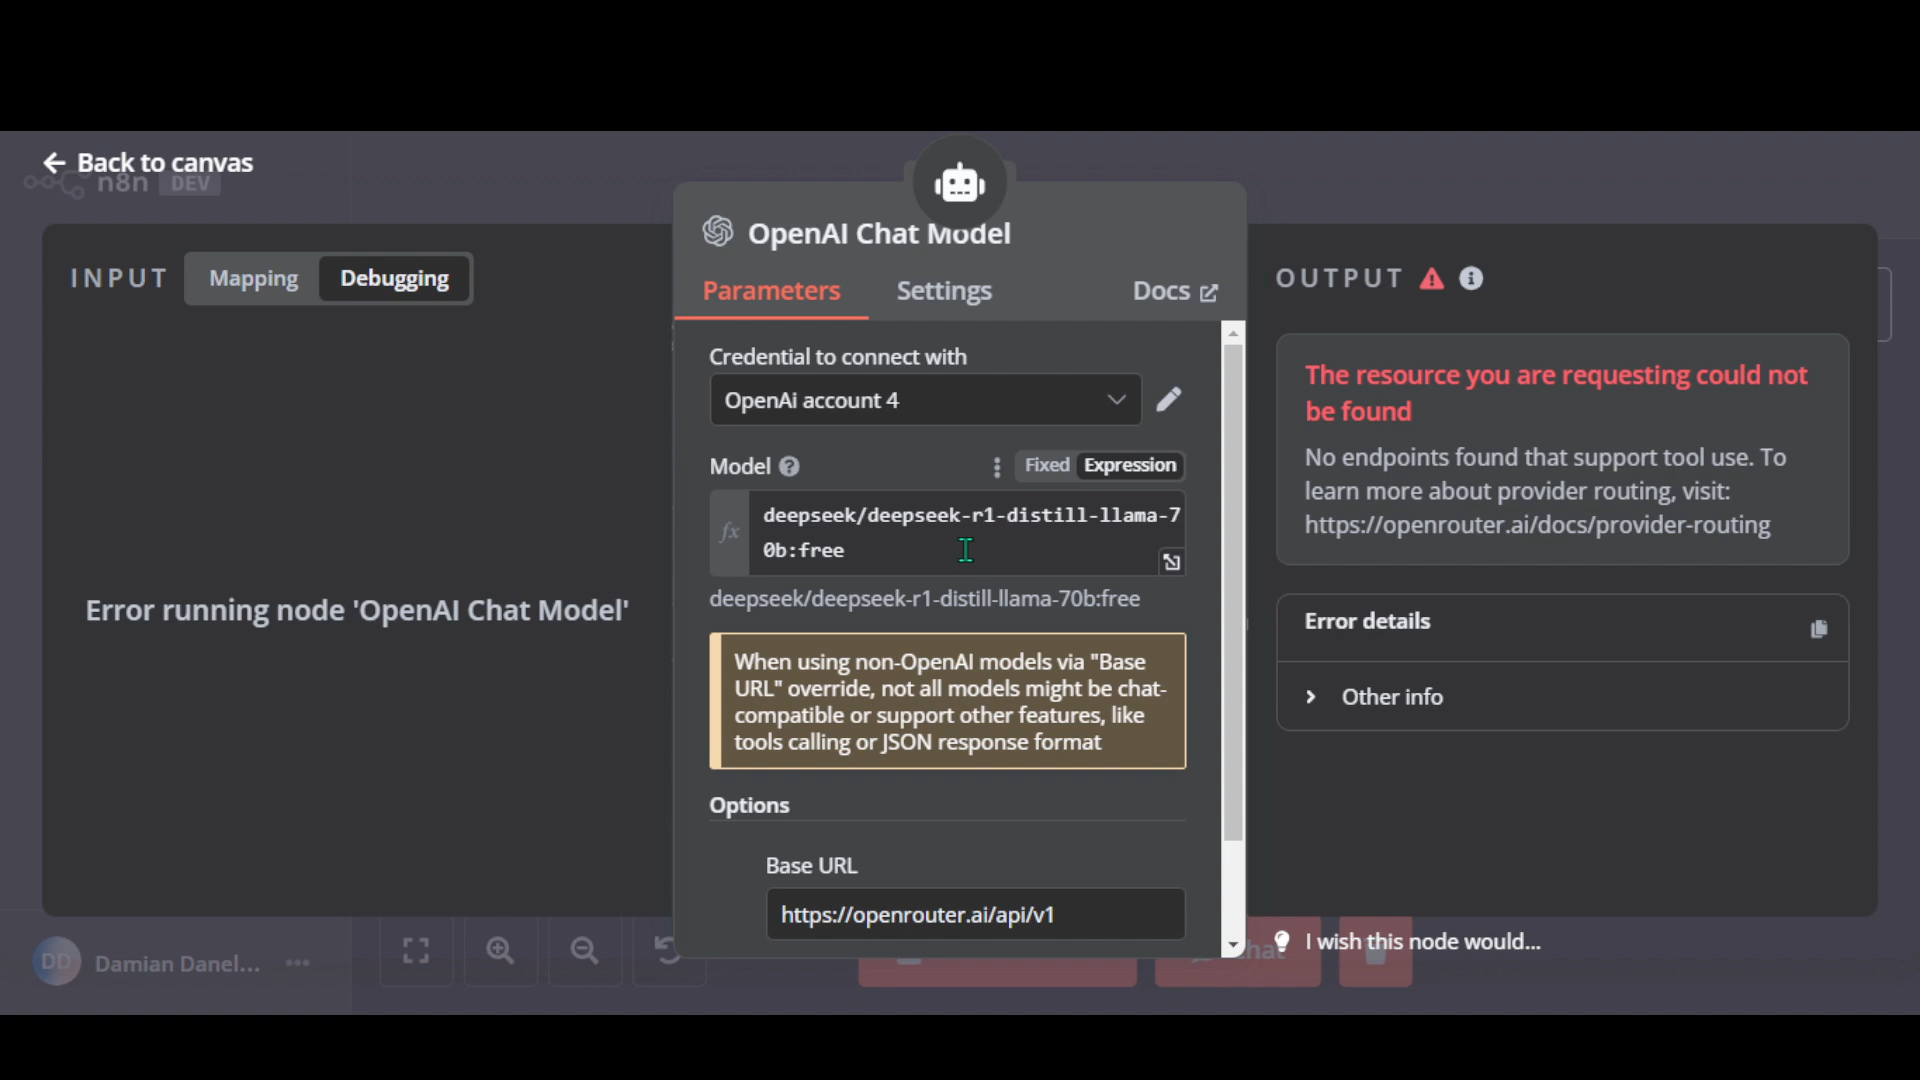 Back to canvas
n8n DEV
INPUT Mapping Debugging
Error running node 'OpenAI Chat Model'
OpenAI Chat Model
Parameters Settings Docs
Credential to connect with
OpenAi account 4
Model Fixed Expression
fx deepseek/deepseek-r1-distill-llama-7
0b:free
deepseek/deepseek-r1-distill-llama-70b:free
When using non-OpenAI models via "Base
URL" override, not all models might be chat-
compatible or support other features, like
tools calling or JSON response format
Options
Base URL
https://openrouter.ai/api/v1
OUTPUT
The resource you are requesting could not
be found
No endpoints found that support tool use. To
learn more about provider routing, visit:
https://openrouter.ai/docs/provider-routing
Error details
Other info
I wish this node would...
DD Damian Danel...
hat